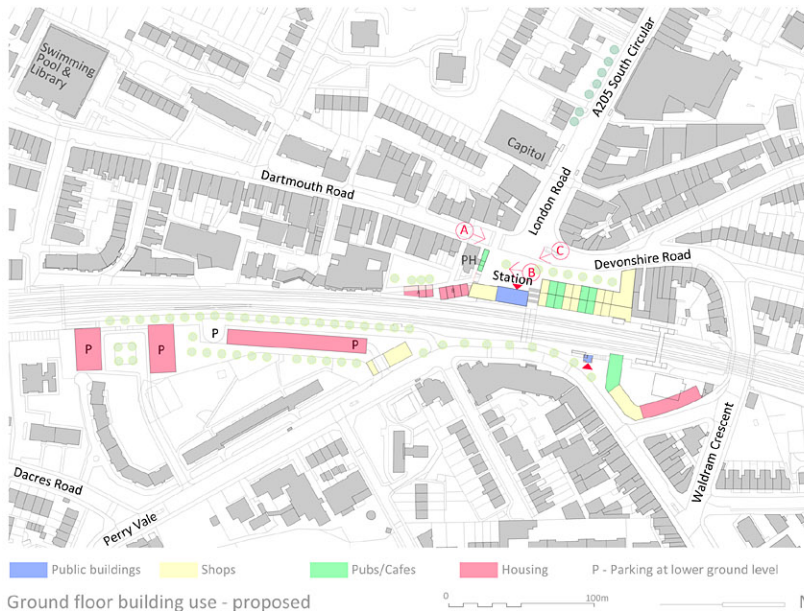 Swimming
Pool &
Library
A205 South Circular
Capitol
London Road
Dartmouth Road
A
C
PH
B
Station
Devonshire Road
P
P
P
P
Waldram Crescent
Dacres Road
Perry Vale
Public buildings
Shops
Pubs/Cafes
Housing
P - Parking at lower ground level
Ground floor building use - proposed
0
100m
N